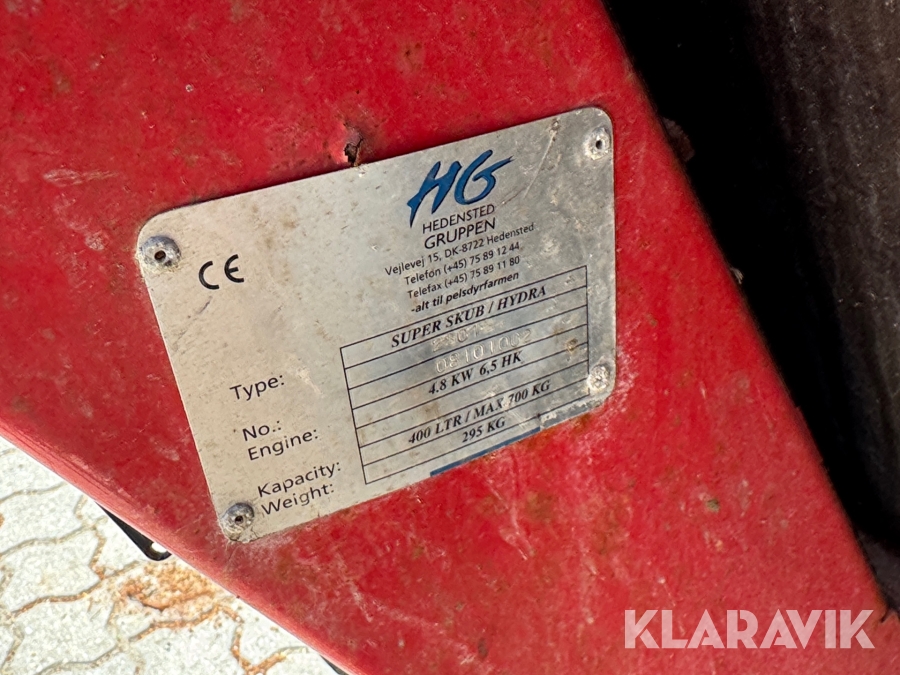 HG
HEDENSTED
GRUPPEN
Vejlevej 15, DK-8722 Hedensted
Telefon (+45) 75 89 12 44
Telefax (+45) 75 89 11 80
-alt til pelsdyrfarmen
CE
Type: SUPER SKUB / HYDRA
No.:
Engine: 4.8 KW 6,5 HK
Kapacity: 400 LTR / MAX 700 KG
Weight: 295 KG
KLARAVIK